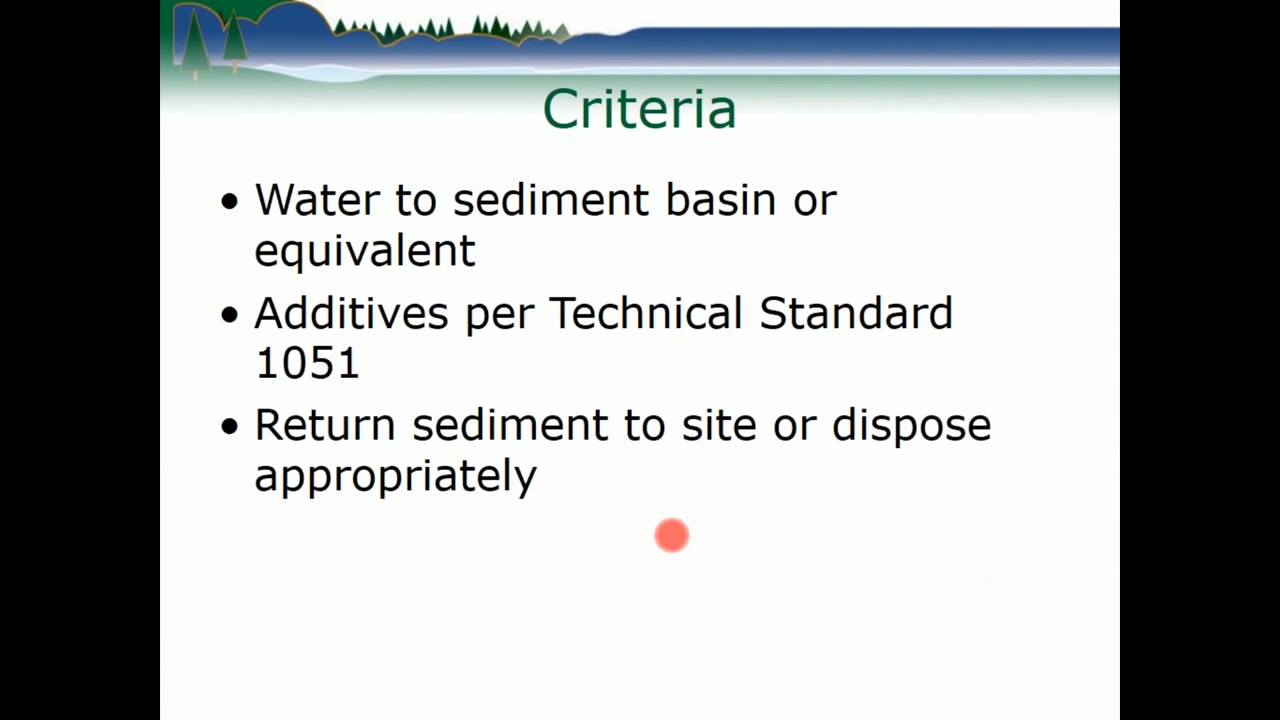 Criteria
• Water to sediment basin or
equivalent
• Additives per Technical Standard
1051
• Return sediment to site or dispose
appropriately